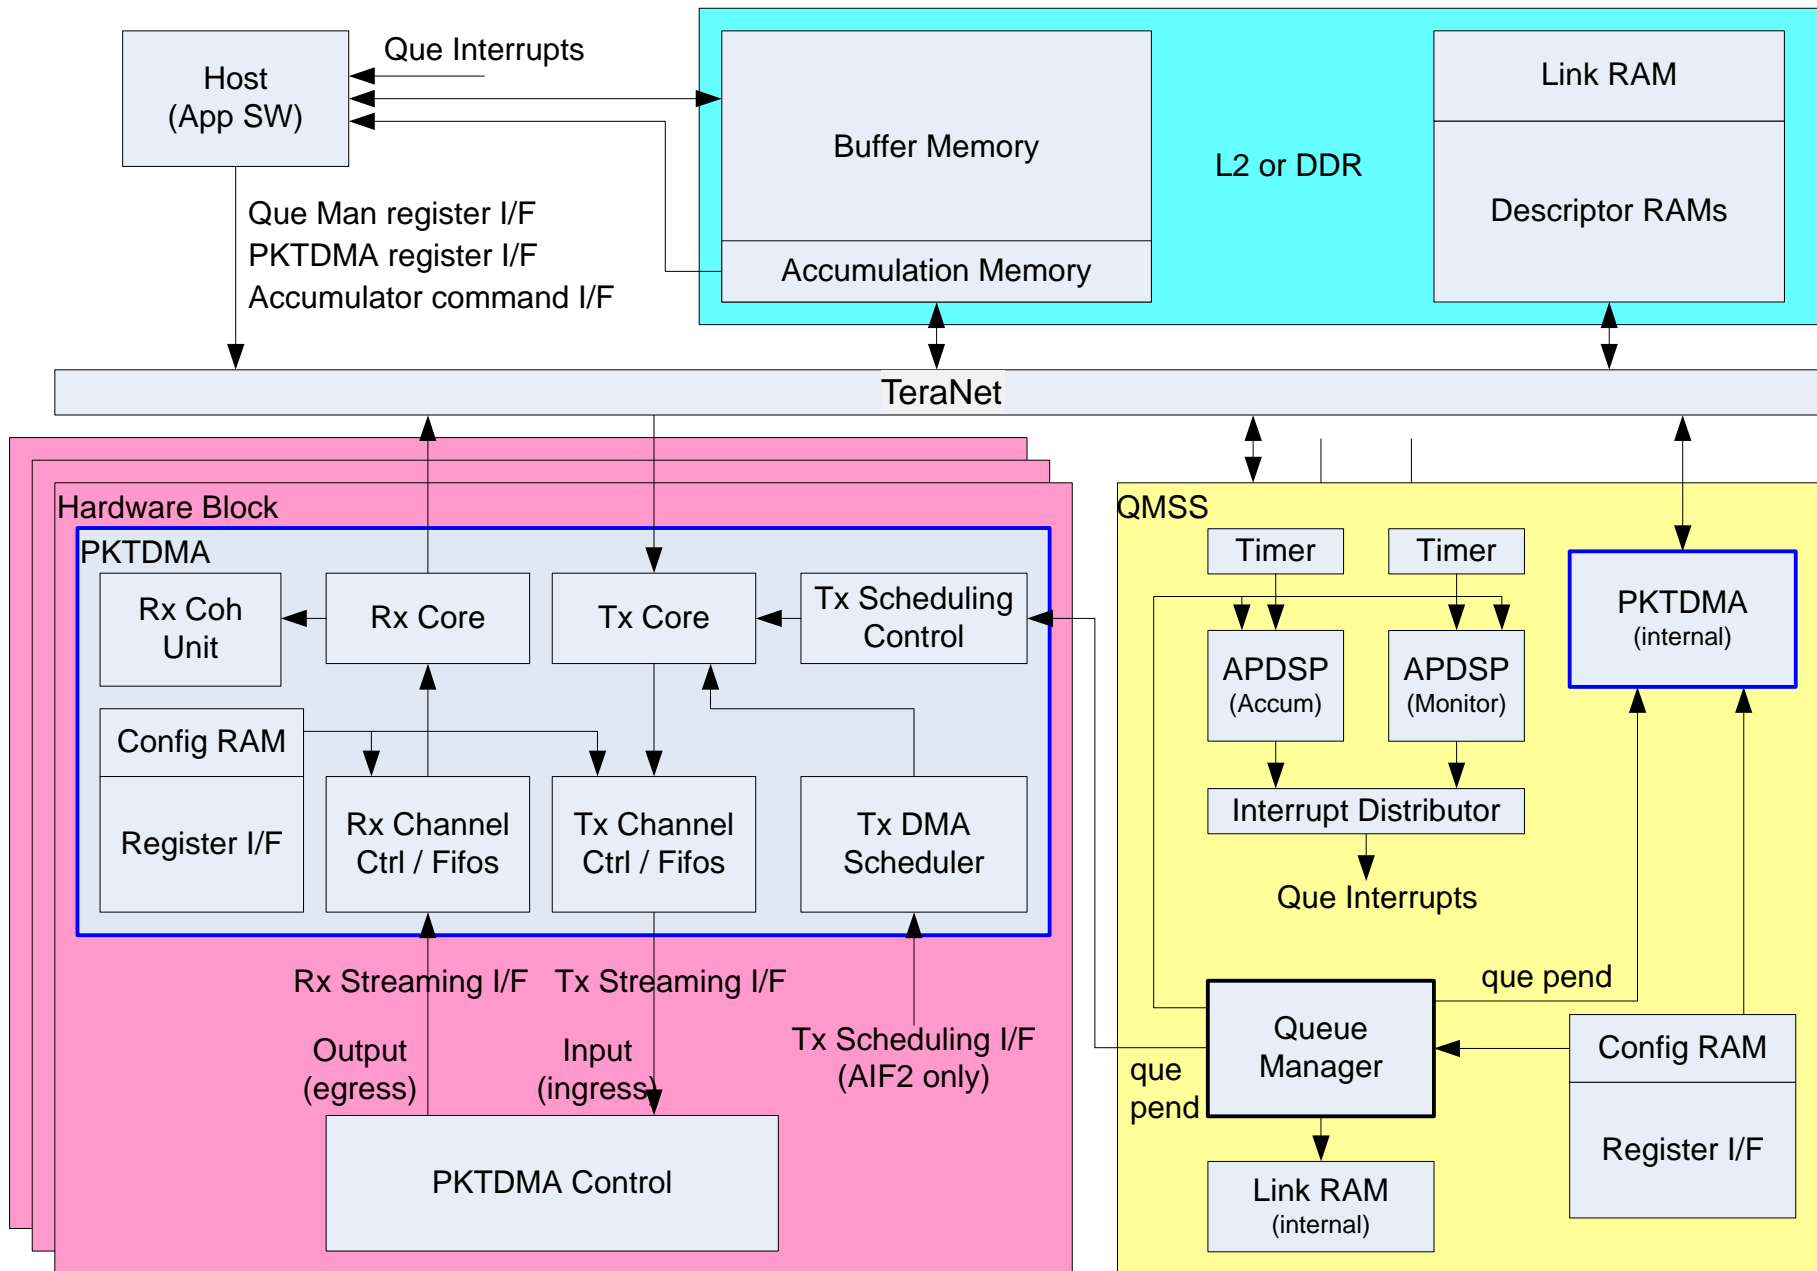 Host
(App SW)
Que Interrupts
Buffer Memory
Accumulation Memory
L2 or DDR
Link RAM
Descriptor RAMs
Que Man register I/F
PKTDMA register I/F
Accumulator command I/F
TeraNet
Hardware Block
PKTDMA
Rx Coh
Unit
Rx Core
Tx Core
Tx Scheduling
Control
Config RAM
Register I/F
Rx Channel
Ctrl / Fifos
Tx Channel
Ctrl / Fifos
Tx DMA
Scheduler
Rx Streaming I/F
Tx Streaming I/F
Output
(egress)
Input
(ingress)
Tx Scheduling I/F
(AIF2 only)
PKTDMA Control
QMSS
Timer
Timer
APDSP
(Accum)
APDSP
(Monitor)
PKTDMA
(internal)
Interrupt Distributor
Que Interrupts
que pend
que
pend
Queue
Manager
Config RAM
Register I/F
Link RAM
(internal)